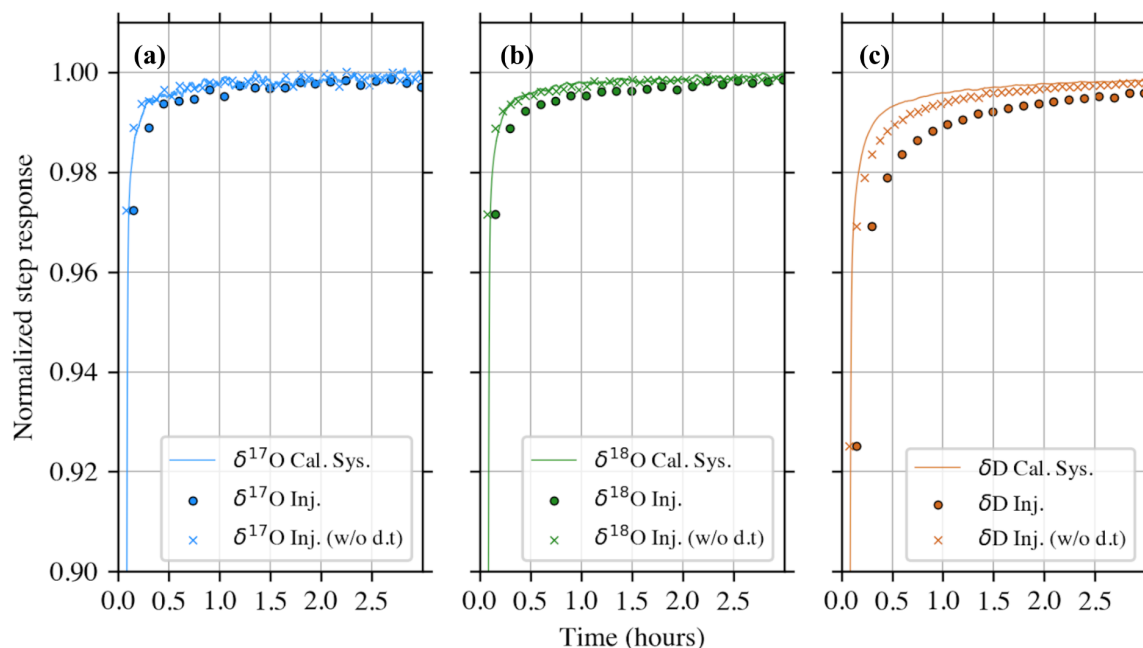 (a)
(b)
(c)
Normalized step response
1.00
0.98
0.96
0.94
0.92
0.90
δ¹⁷O Cal. Sys.
δ¹⁷O Inj.
δ¹⁷O Inj. (w/o d.t)
δ¹⁸O Cal. Sys.
δ¹⁸O Inj.
δ¹⁸O Inj. (w/o d.t)
δD Cal. Sys.
δD Inj.
δD Inj. (w/o d.t)
0.0 0.5 1.0 1.5 2.0 2.5
0.0 0.5 1.0 1.5 2.0 2.5
0.0 0.5 1.0 1.5 2.0 2.5
Time (hours)